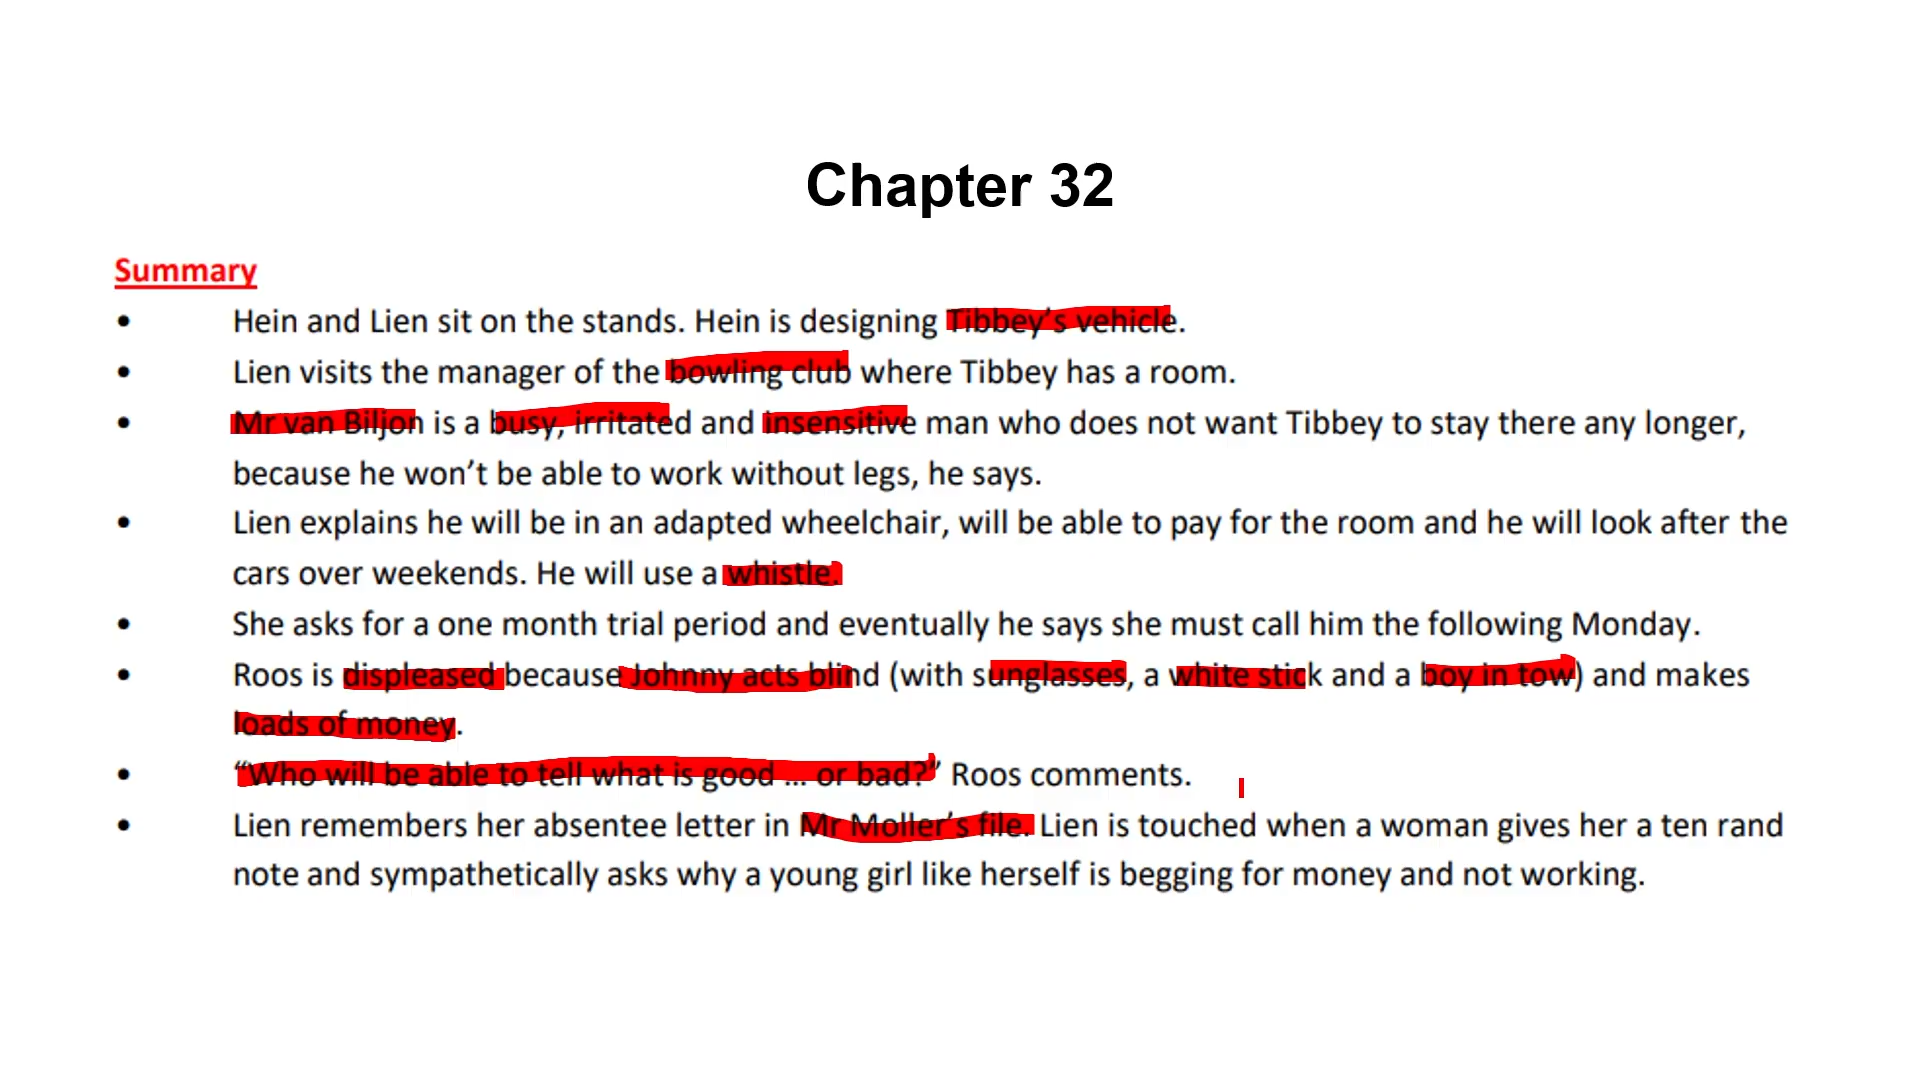 Chapter 32
Summary
• Hein and Lien sit on the stands. Hein is designing Tibbey’s vehicle.
• Lien visits the manager of the bowling club where Tibbey has a room.
• Mr van Biljon is a busy, irritated and insensitive man who does not want Tibbey to stay there any longer,
because he won’t be able to work without legs, he says.
• Lien explains he will be in an adapted wheelchair, will be able to pay for the room and he will look after the
cars over weekends. He will use a whistle.
• She asks for a one month trial period and eventually he says she must call him the following Monday.
• Roos is displeased because Johnny acts blind (with sunglasses, a white stick and a boy in tow) and makes
loads of money.
• “Who will be able to tell what is good ... or bad?” Roos comments.
• Lien remembers her absentee letter in Mr Moller’s file. Lien is touched when a woman gives her a ten rand
note and sympathetically asks why a young girl like herself is begging for money and not working.